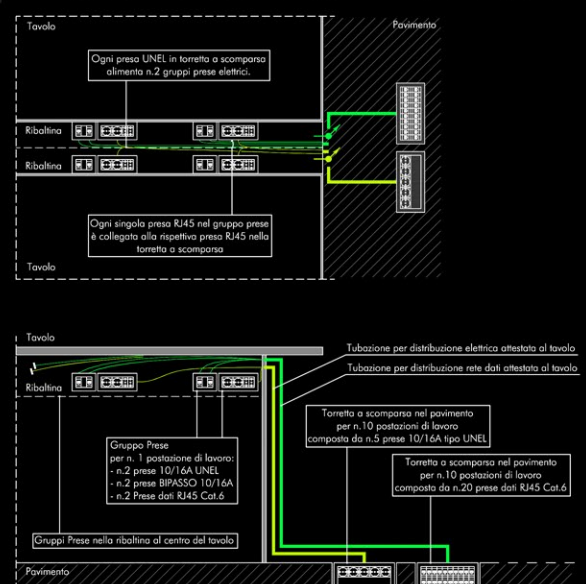 Tavolo
Pavimento
Ogni presa UNEL in torretta a scomparsa
alimenta n.2 gruppi prese elettrici.
Ribaltina
Ribaltina
Ogni singola presa RJ45 nel gruppo prese
è collegata alla rispettiva presa RJ45 nella
torretta a scomparsa
Tavolo
Tavolo
Tubazione per distribuzione elettrica attestata al tavolo
Tubazione per distribuzione rete dati attestata al tavolo
Ribaltina
Torretta a scomparsa nel pavimento
per n.10 postazioni di lavoro
composta da n.5 prese 10/16A tipo UNEL
Gruppo Prese
per n. 1 postazione di lavoro:
- n.2 prese 10/16A UNEL
- n.2 prese BIPASSO 10/16A
- n.2 Prese dati RJ45 Cat.6
Torretta a scomparsa nel pavimento
per n.10 postazioni di lavoro
composta da n.20 prese dati RJ45 Cat.6
Gruppi Prese nella ribaltina al centro del tavolo
Pavimento